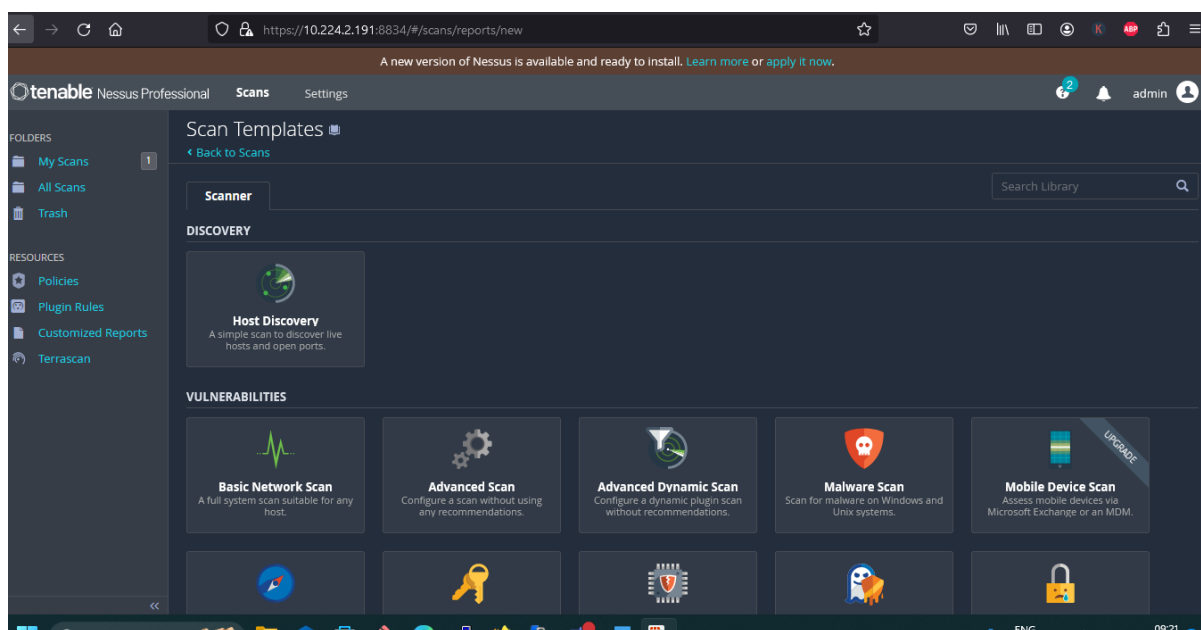 https://10.224.2.191:8834/#/scans/reports/new
K
ABP
A new version of Nessus is available and ready to install. Learn more or apply it now.
tenable Nessus Professional
Scans
Settings
2
admin
FOLDERS
My Scans
1
All Scans
Trash
RESOURCES
Policies
Plugin Rules
Customized Reports
Terrascan
Scan Templates
Back to Scans
Scanner
Search Library
DISCOVERY
Host Discovery
A simple scan to discover live
hosts and open ports.
VULNERABILITIES
Basic Network Scan
A full system scan suitable for any
host.
Advanced Scan
Configure a scan without using
any recommendations.
Advanced Dynamic Scan
Configure a dynamic plugin scan
without recommendations.
Malware Scan
Scan for malware on Windows and
Unix systems.
UPGRADE
Mobile Device Scan
Assess mobile devices via
Microsoft Exchange or an MDM.
ENG
09:21